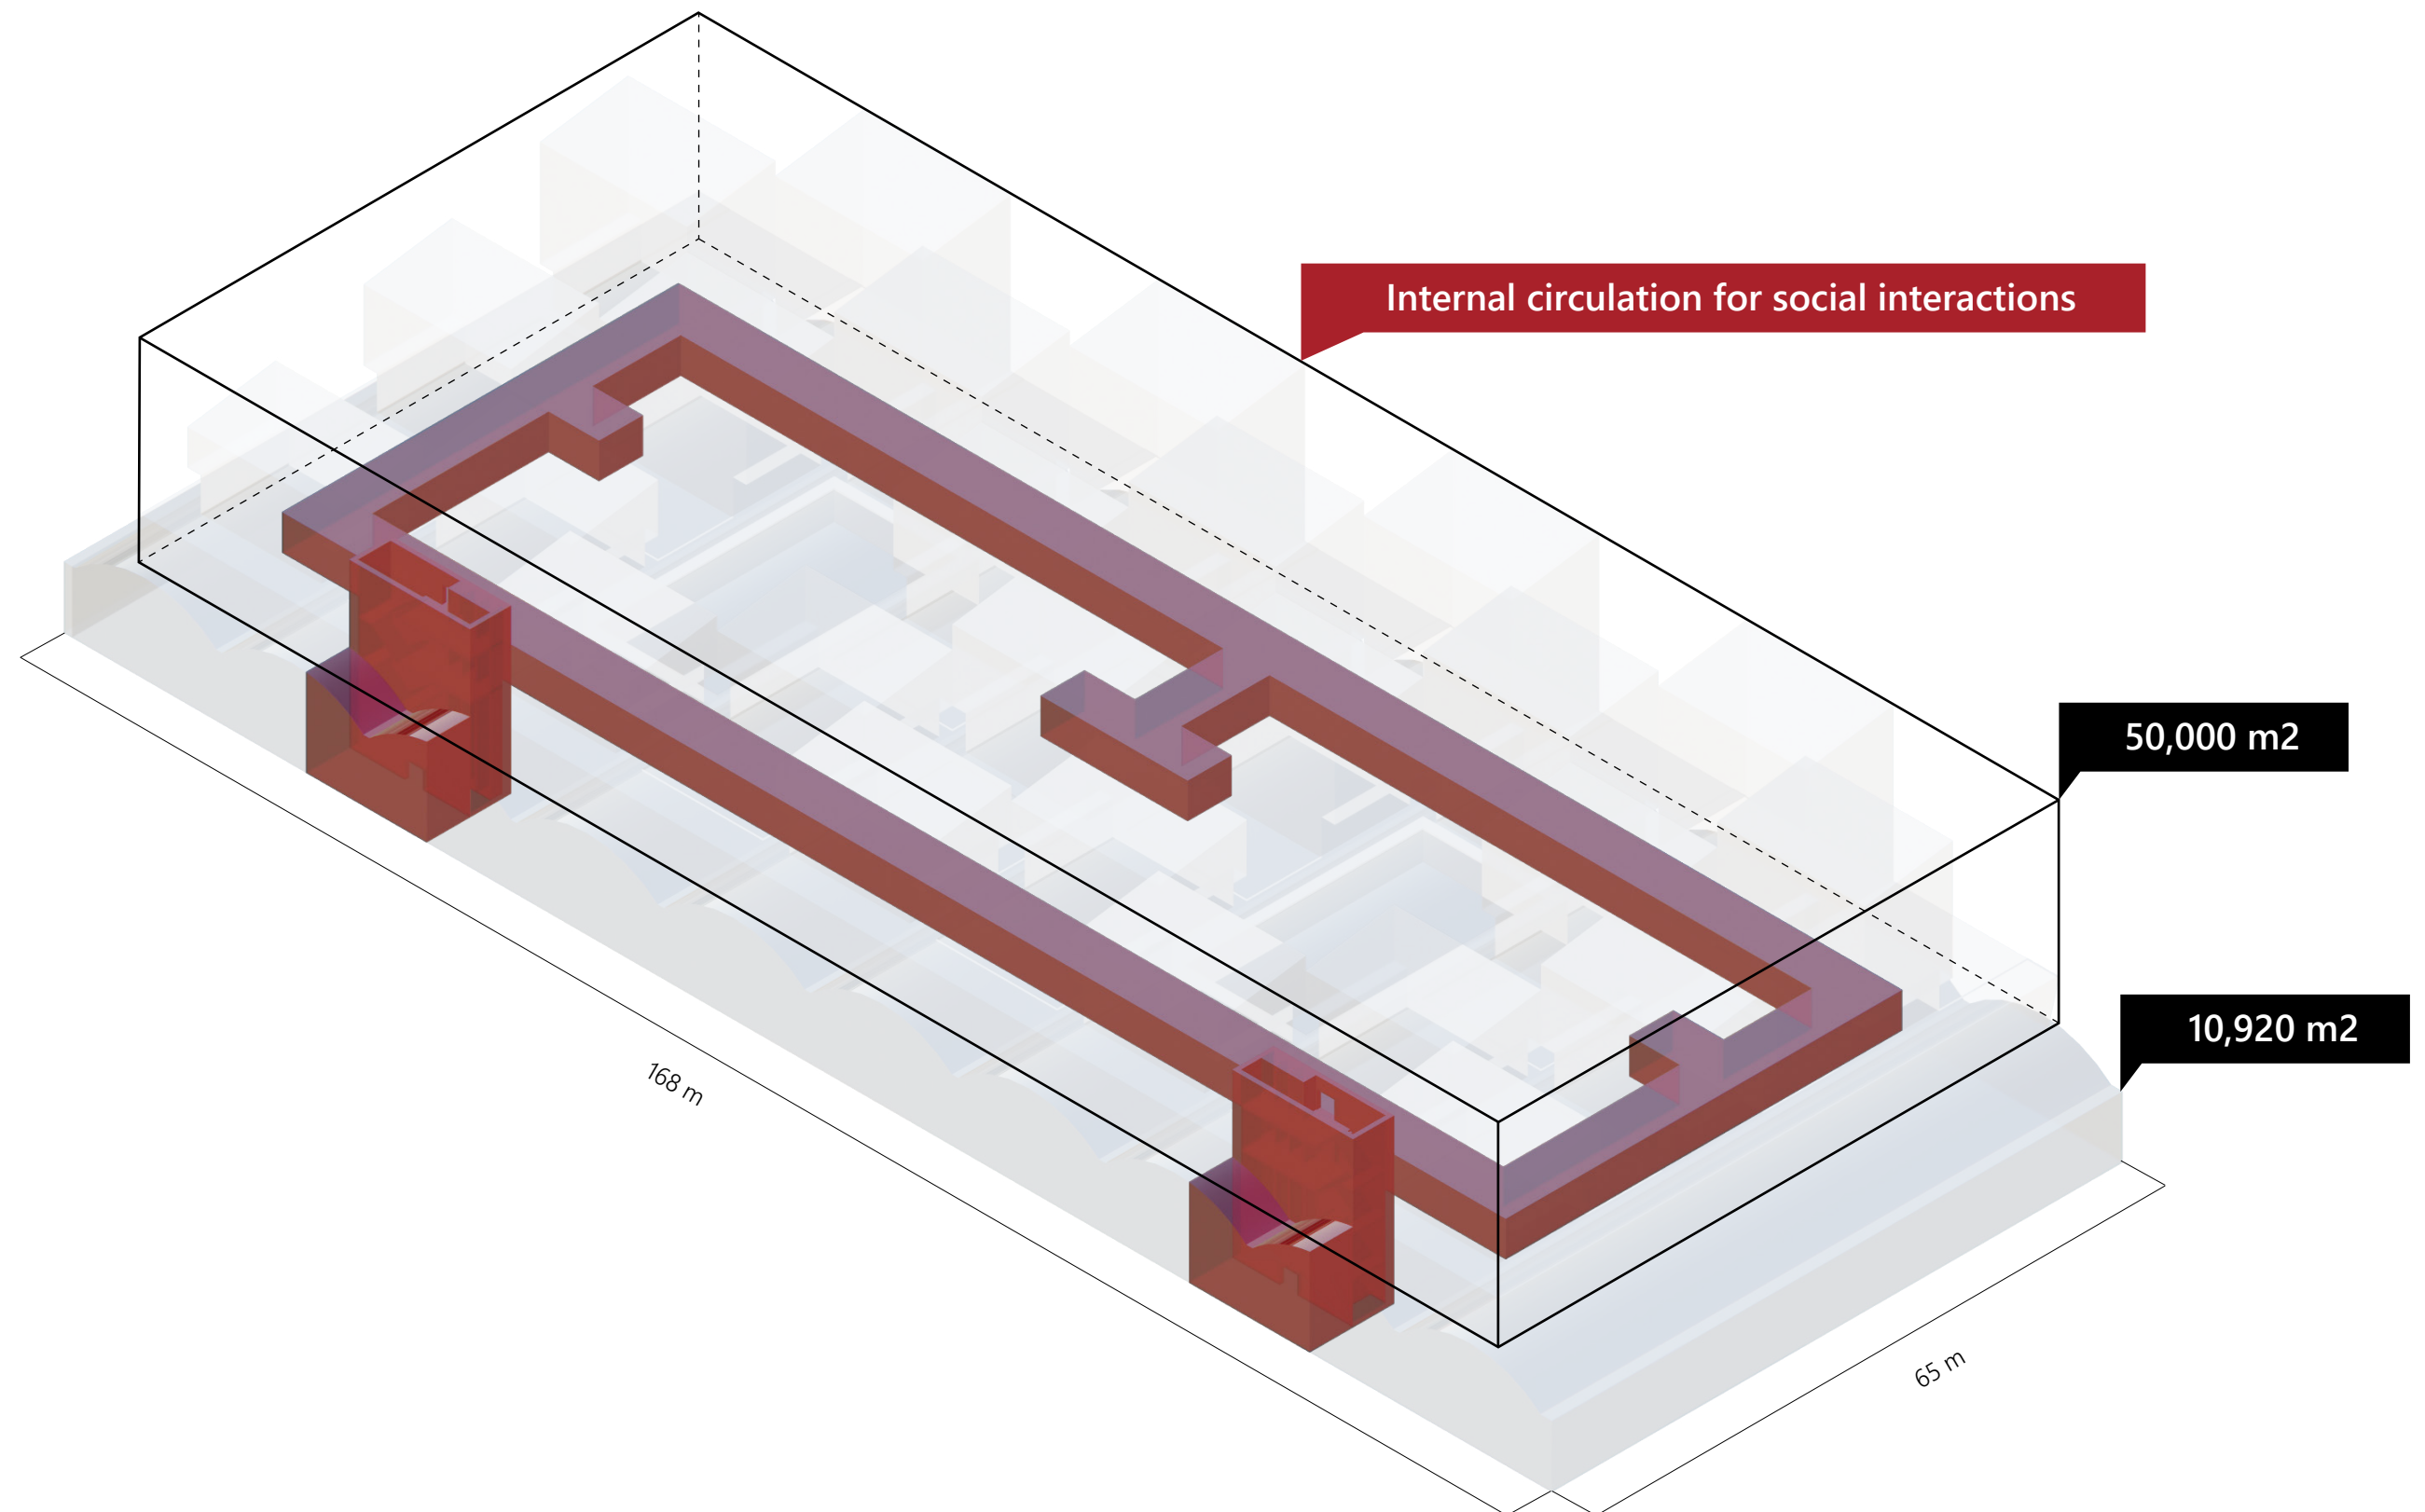 Internal circulation for social interactions
50,000 m2
10,920 m2
168 m
65 m